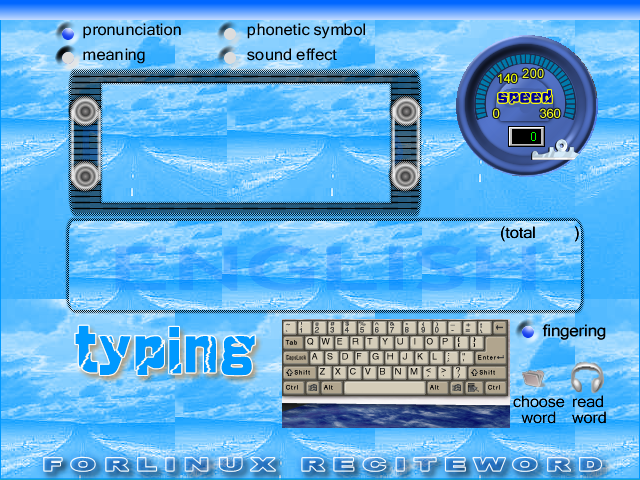 pronunciation
phonetic symbol
meaning
sound effect
140
200
speed
0
360
0
(total )
ENGLISH
typing
Tab Q W E R T Y U I O P
CapsLock A S D F G H J K L Enter
Shift Z X C V B N M Shift
Ctrl Alt Alt Ctrl
fingering
choose
word
read
word
FORLINUX RECITEWORD